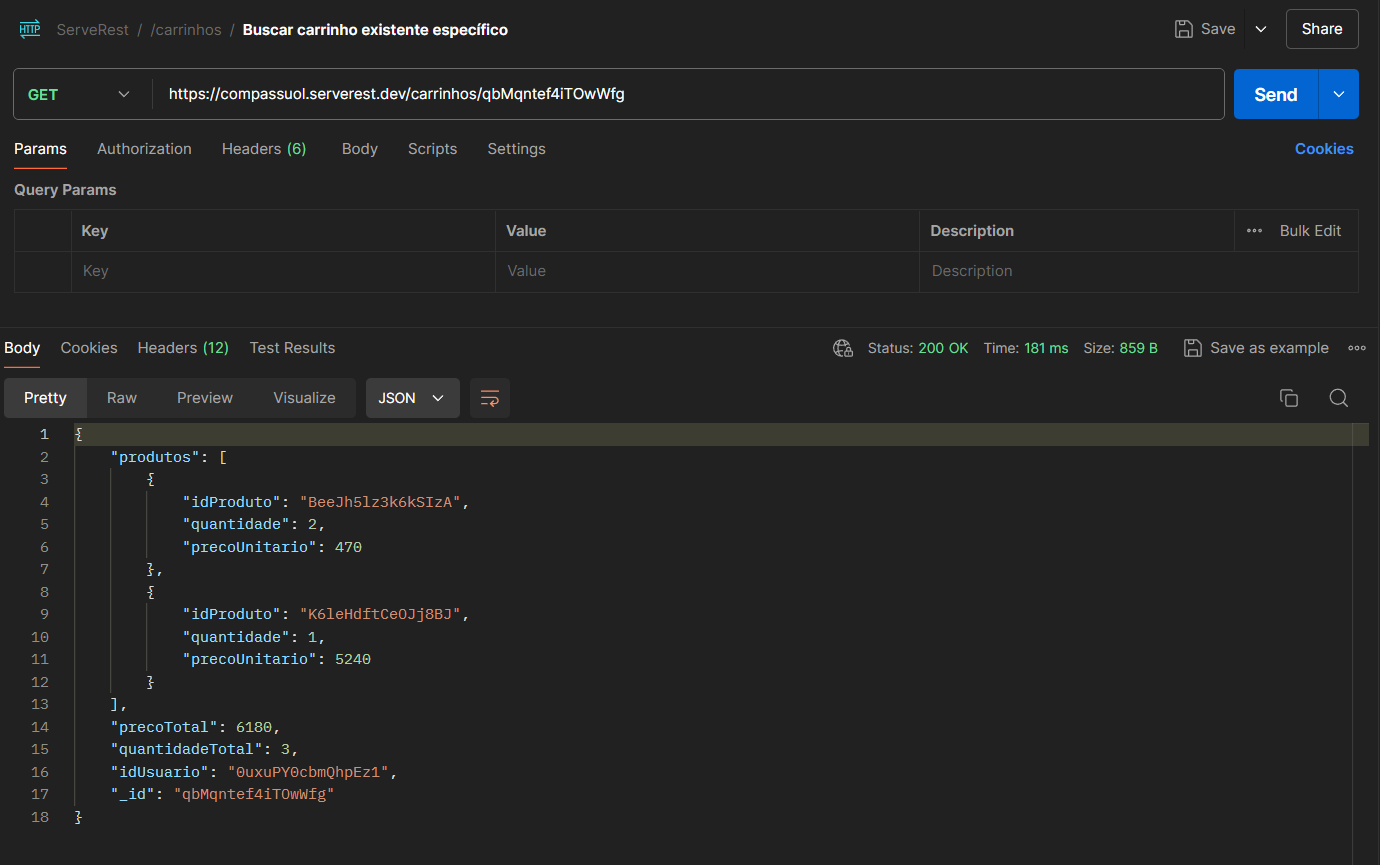 HTTP ServeRest / /carrinhos / Buscar carrinho existente específico Save Share
GET https://compassuol.serverest.dev/carrinhos/qbMqntef4iTOwWfg Send
Params Authorization Headers (6) Body Scripts Settings Cookies
Query Params
Key Value Description Bulk Edit
Key Value Description
Body Cookies Headers (12) Test Results Status: 200 OK Time: 181 ms Size: 859 B Save as example
Pretty Raw Preview Visualize JSON
1 {
2 "produtos": [
3 {
4 "idProduto": "BeeJh5lz3k6kSIzA",
5 "quantidade": 2,
6 "precoUnitario": 470
7 },
8 {
9 "idProduto": "K6leHdftCeOJj8BJ",
10 "quantidade": 1,
11 "precoUnitario": 5240
12 }
13 ],
14 "precoTotal": 6180,
15 "quantidadeTotal": 3,
16 "idUsuario": "0uxuPY0cbmQhpEz1",
17 "_id": "qbMqntef4iTOwWfg"
18 }